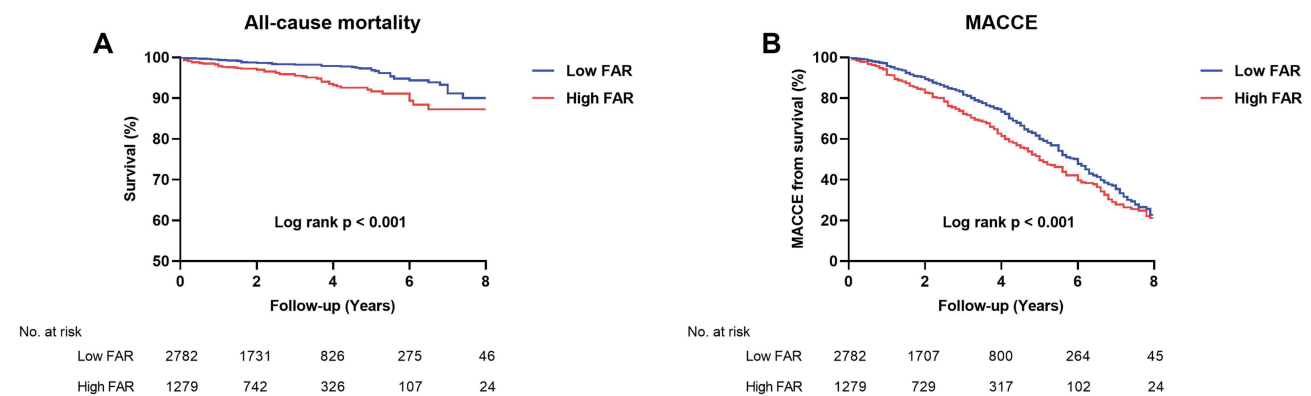 All-cause mortality
A
100
90
80
70
60
50
Survival (%)
0 2 4 6 8
Follow-up (Years)
Low FAR
High FAR
Log rank p < 0.001
No. at risk
Low FAR 2782 1731 826 275 46
High FAR 1279 742 326 107 24
MACCE
B
100
80
60
40
20
0
MACCE from survival (%)
0 2 4 6 8
Follow-up (Years)
Low FAR
High FAR
Log rank p < 0.001
No. at risk
Low FAR 2782 1707 800 264 45
High FAR 1279 729 317 102 24